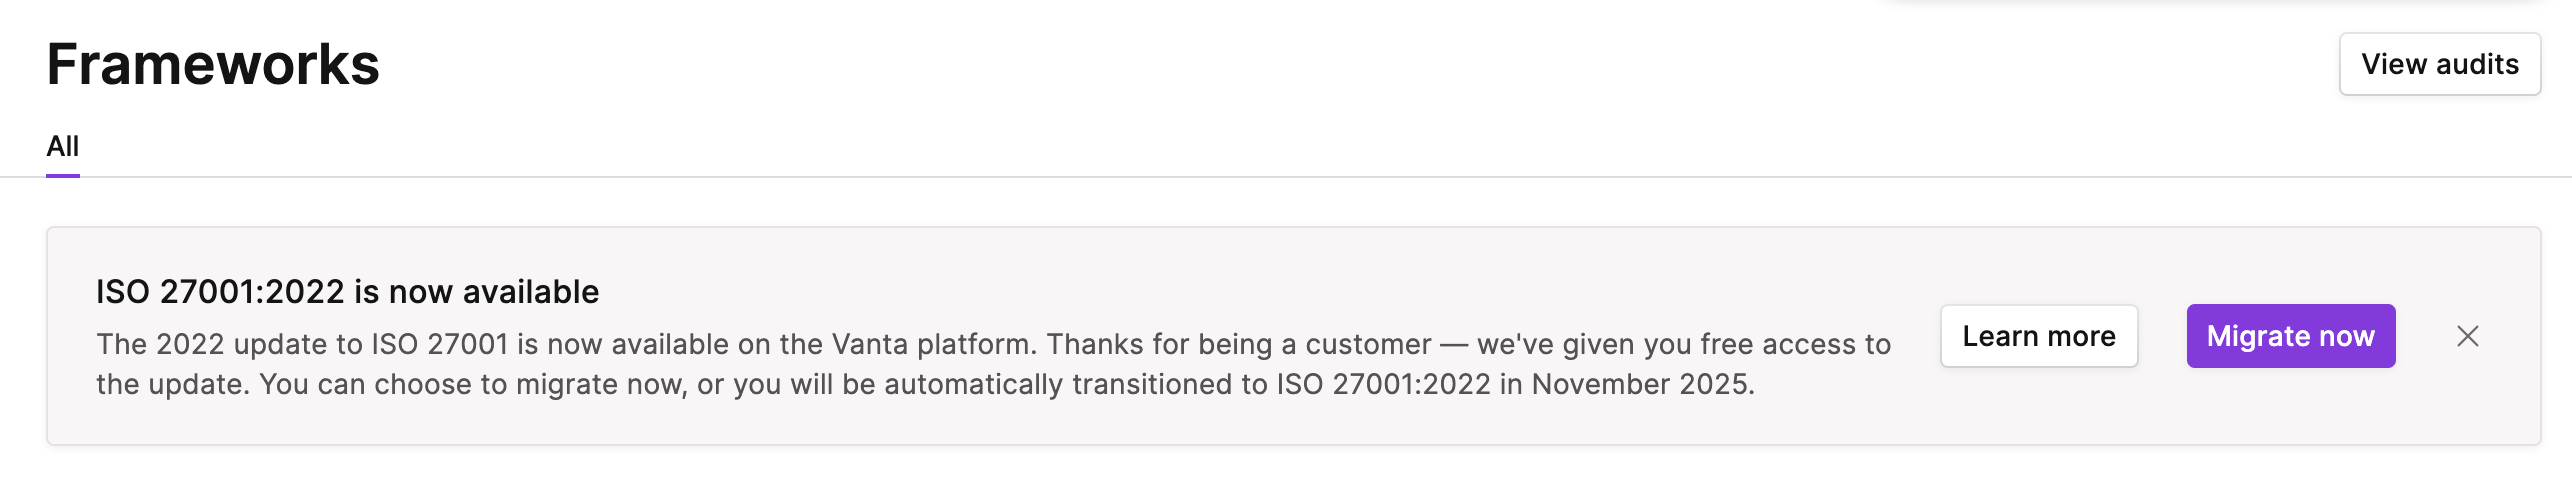 Frameworks
View audits
All
ISO 27001:2022 is now available
The 2022 update to ISO 27001 is now available on the Vanta platform. Thanks for being a customer — we've given you free access to
the update. You can choose to migrate now, or you will be automatically transitioned to ISO 27001:2022 in November 2025.
Learn more
Migrate now